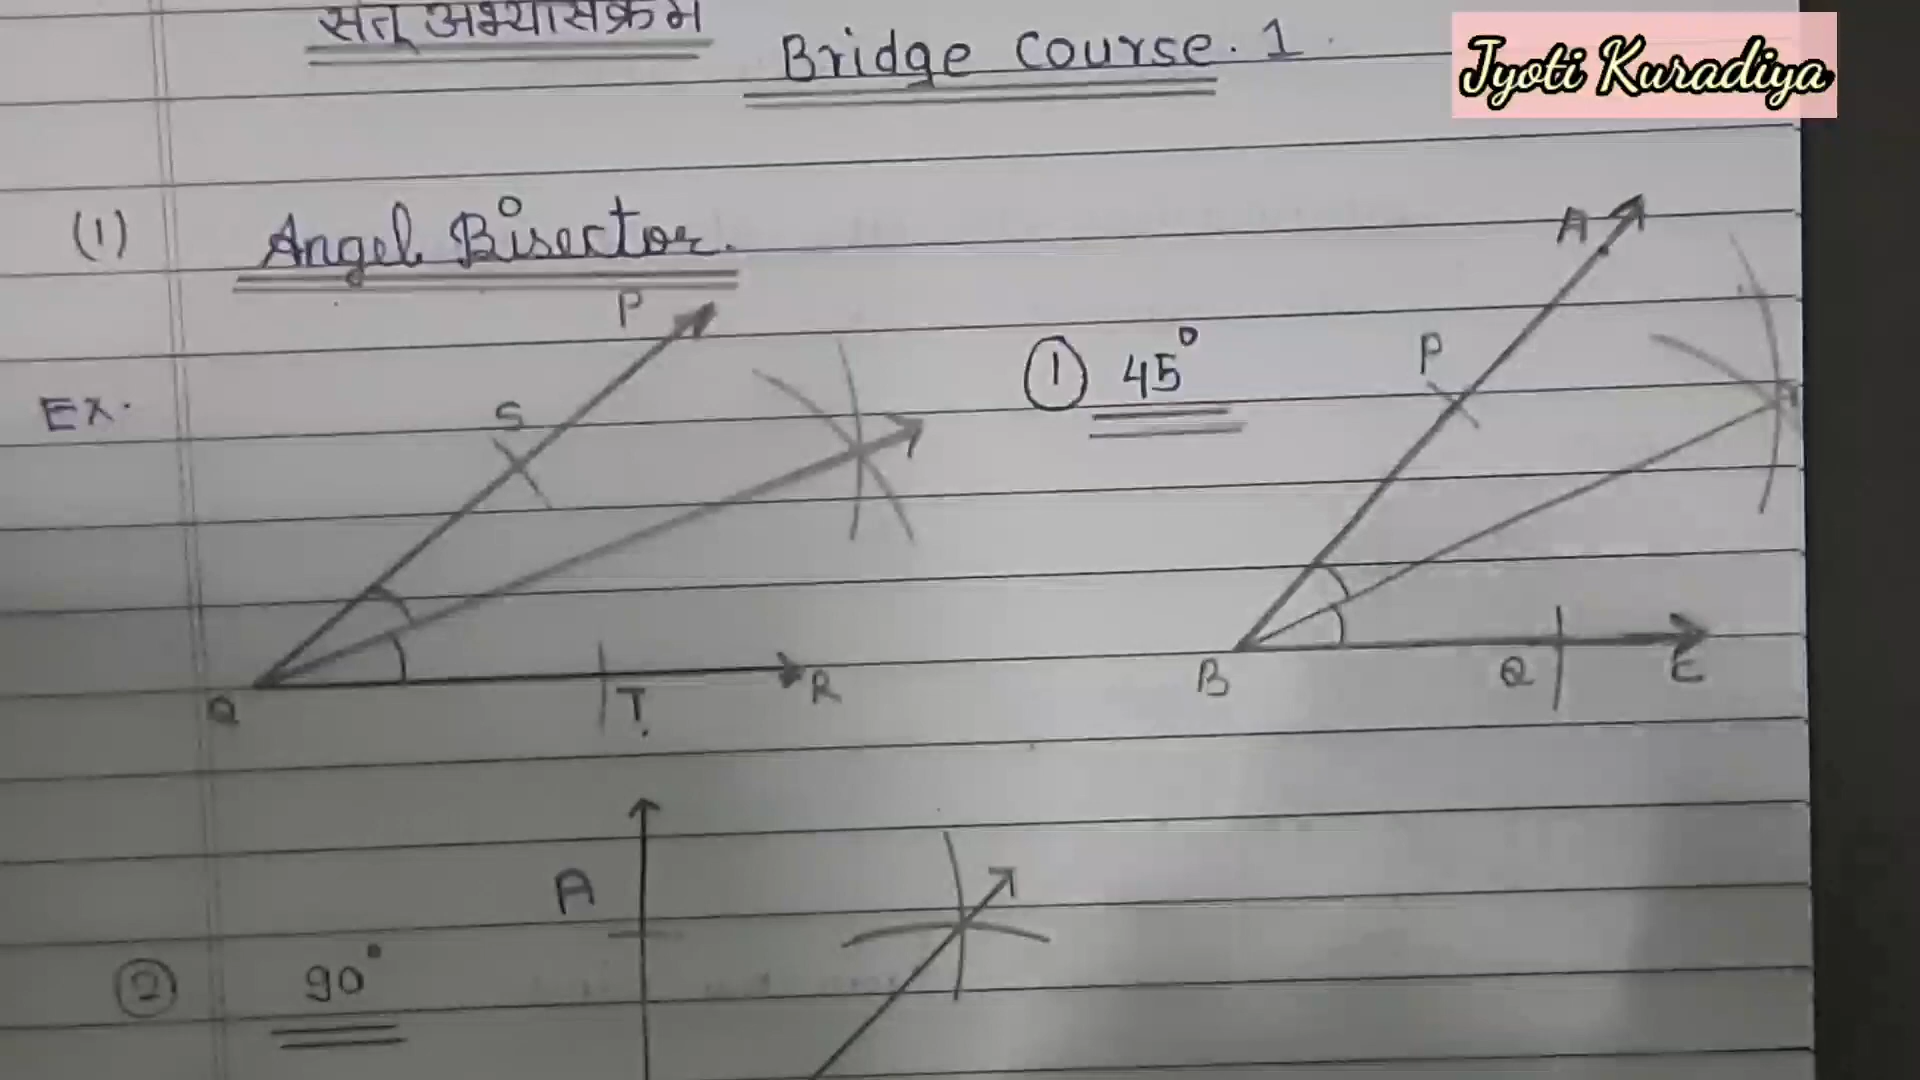 सेतू अभ्यासक्रम
Bridge Course. 1.
Jyoti Kuradiya
(1) Angel Bisector.
Ex.
P
S
Q
T.
R
① 45°
A
P
B
Q
C
② 90°
A